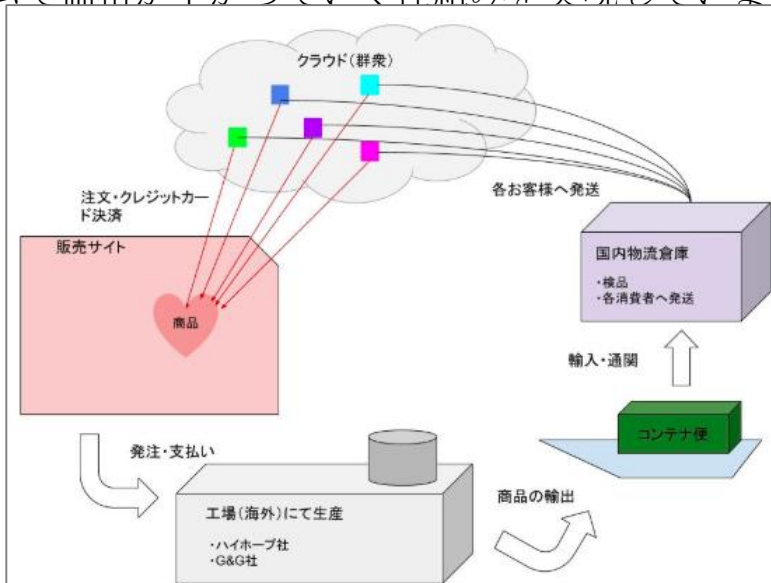 クラウド(群衆)
注文・クレジットカー
ド決済
各お客様へ発送
販売サイト
商品
国内物流倉庫
・検品
・各消費者へ発送
輸入・通関
コンテナ便
発注・支払い
商品の輸出
工場(海外)にて生産
・ハイホープ社
・G&G社